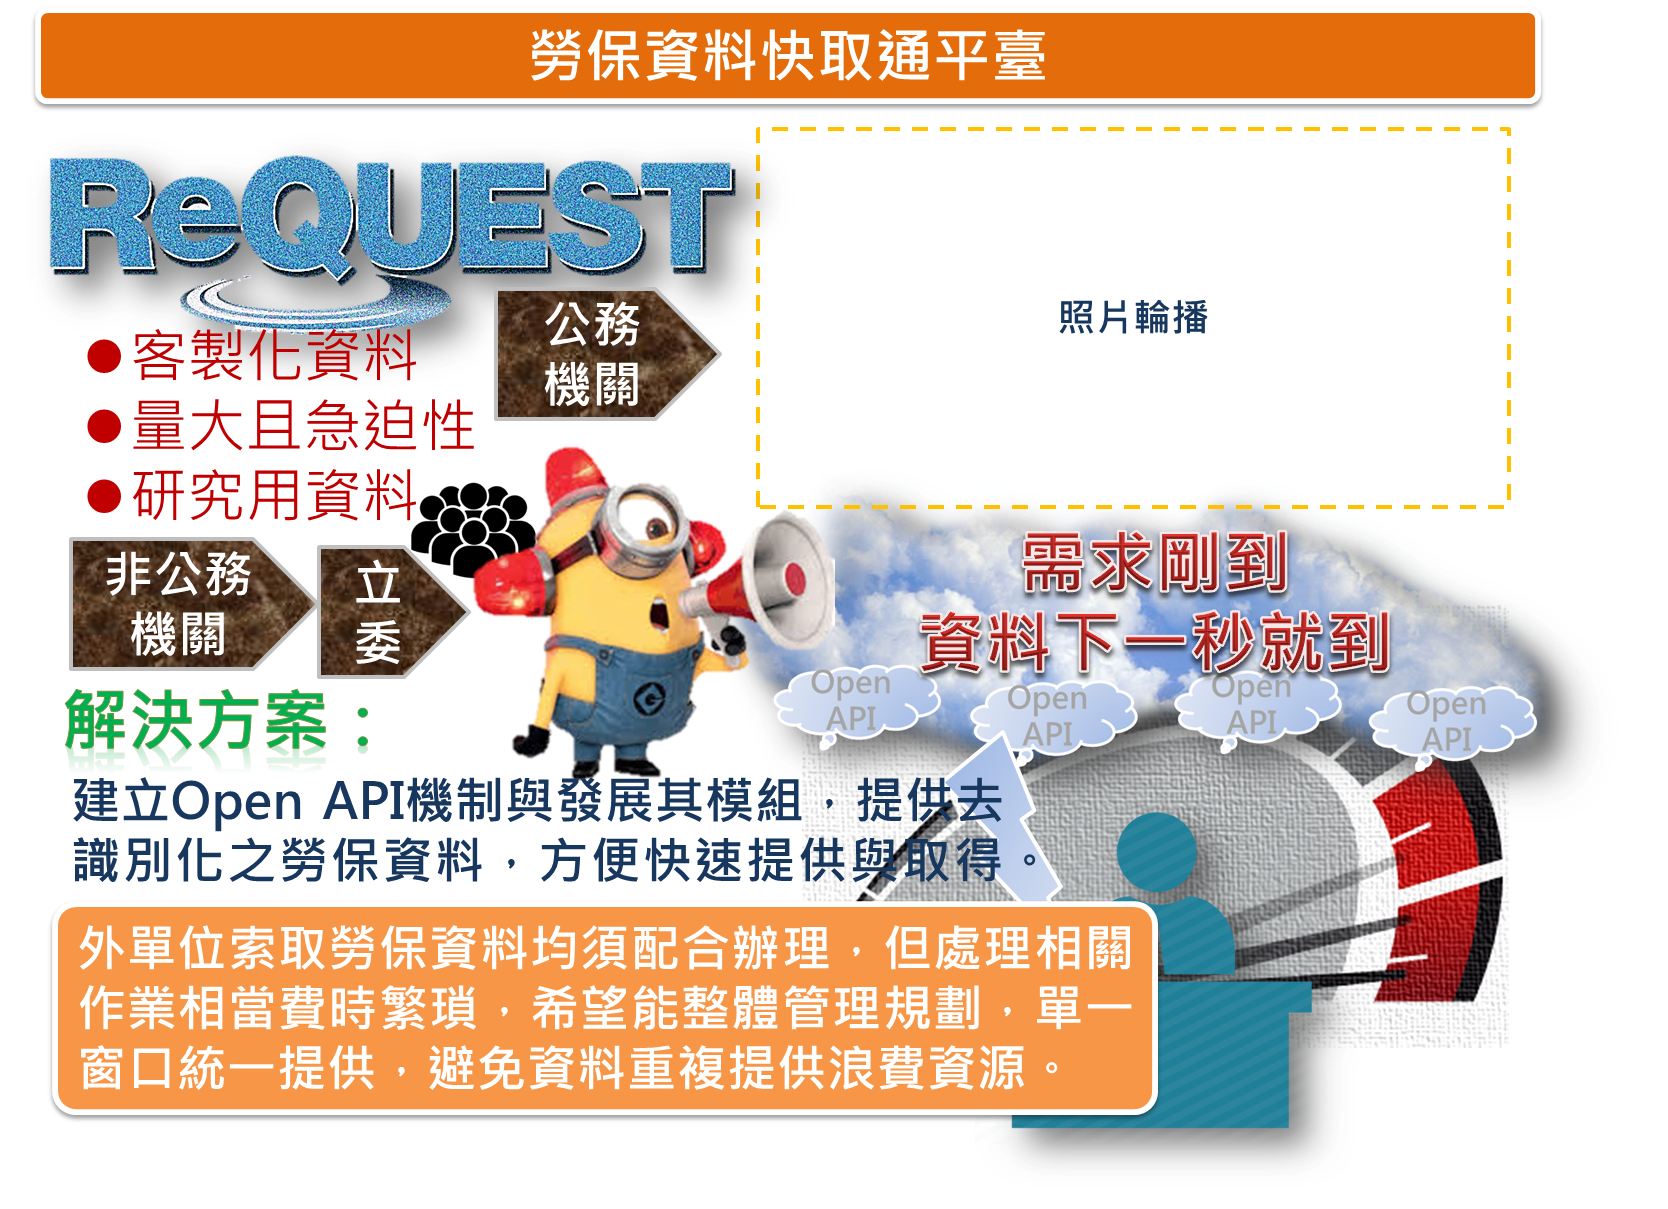 勞保資料快取通平臺
ReQUEST
公務
機關
照片輪播
●客製化資料
●量大且急迫性
●研究用資料
非公務
機關
立
委
需求剛到
資料下一秒就到
Open
API
Open
API
Open
API
Open
API
解決方案：
建立Open API機制與發展其模組，提供去
識別化之勞保資料，方便快速提供與取得。
外單位索取勞保資料均須配合辦理，但處理相關
作業相當費時繁瑣，希望能整體管理規劃，單一
窗口統一提供，避免資料重複提供浪費資源。